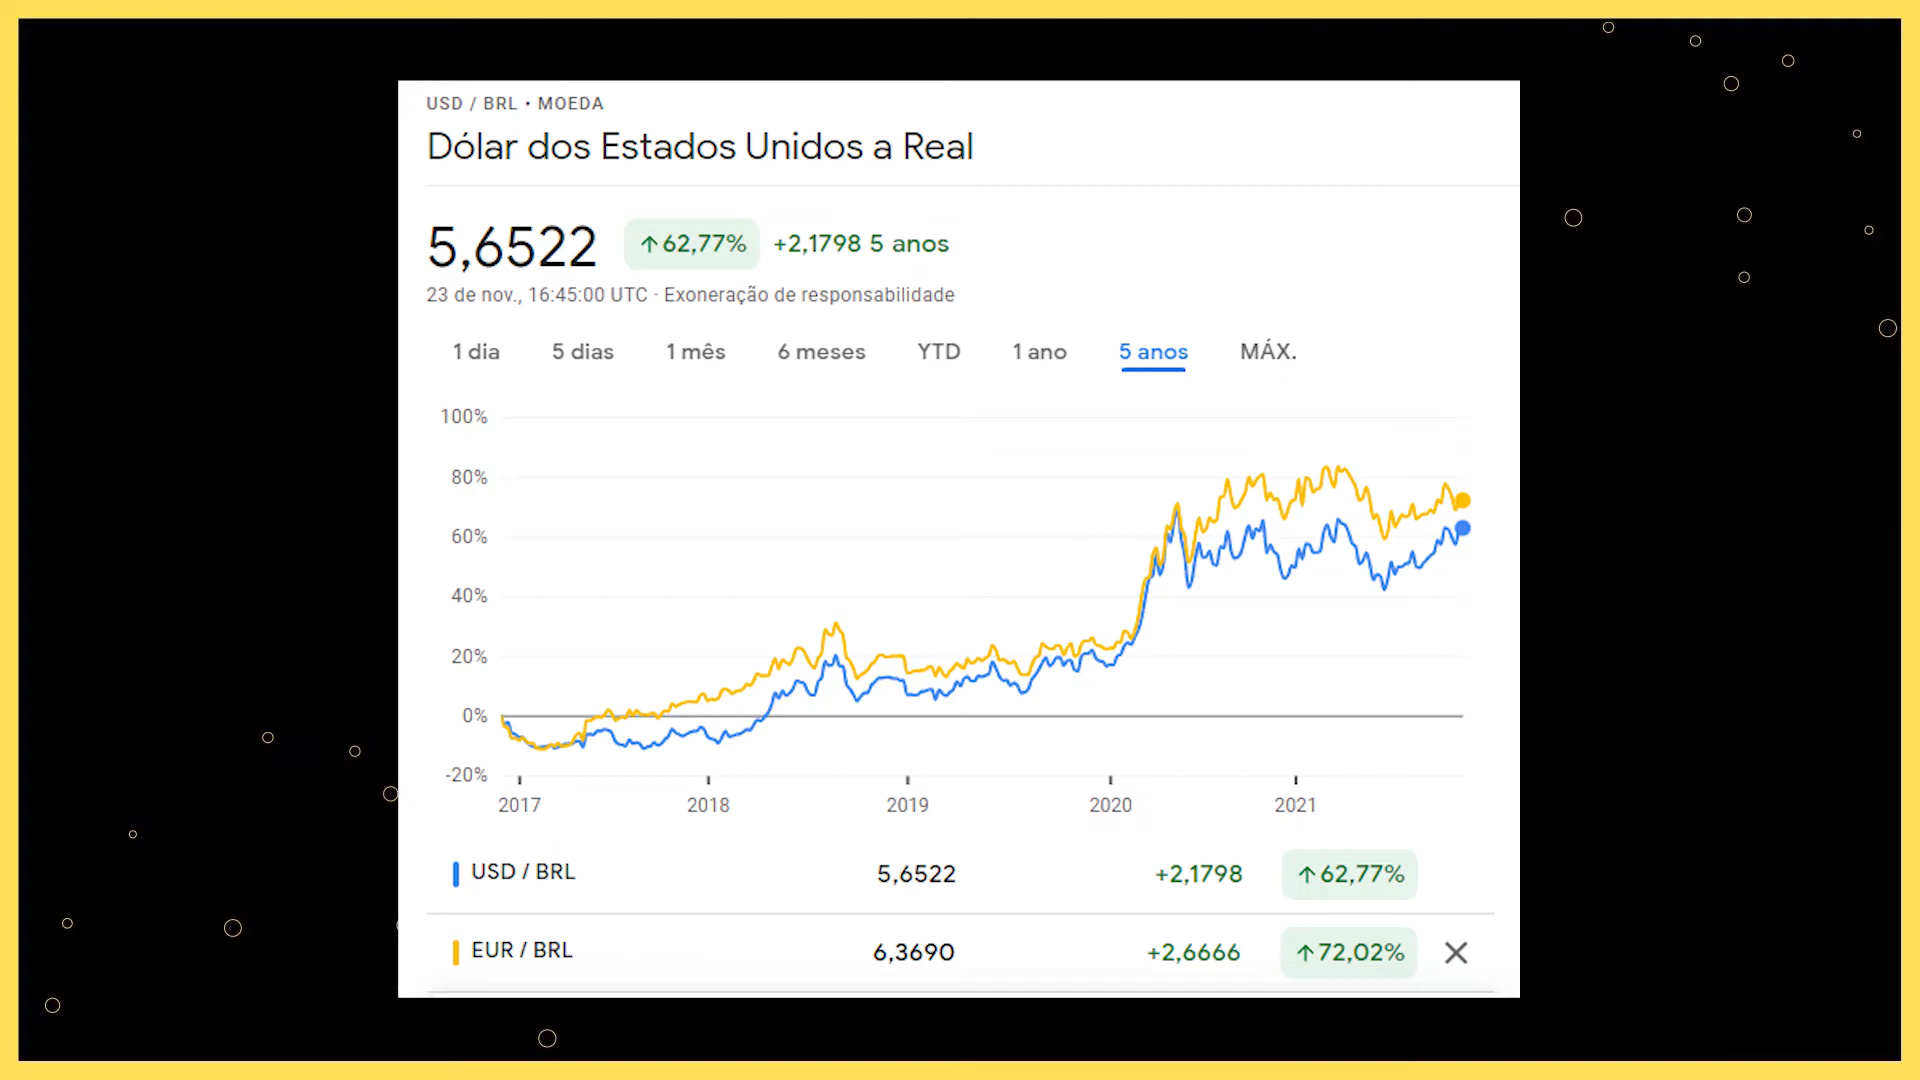 USD / BRL • MOEDA
Dólar dos Estados Unidos a Real
5,6522 ↑62,77% +2,1798 5 anos
23 de nov., 16:45:00 UTC · Exoneração de responsabilidade
1 dia 5 dias 1 mês 6 meses YTD 1 ano 5 anos MÁX.
100%
80%
60%
40%
20%
0%
-20%
2017 2018 2019 2020 2021
USD / BRL 5,6522 +2,1798 ↑62,77%
EUR / BRL 6,3690 +2,6666 ↑72,02%